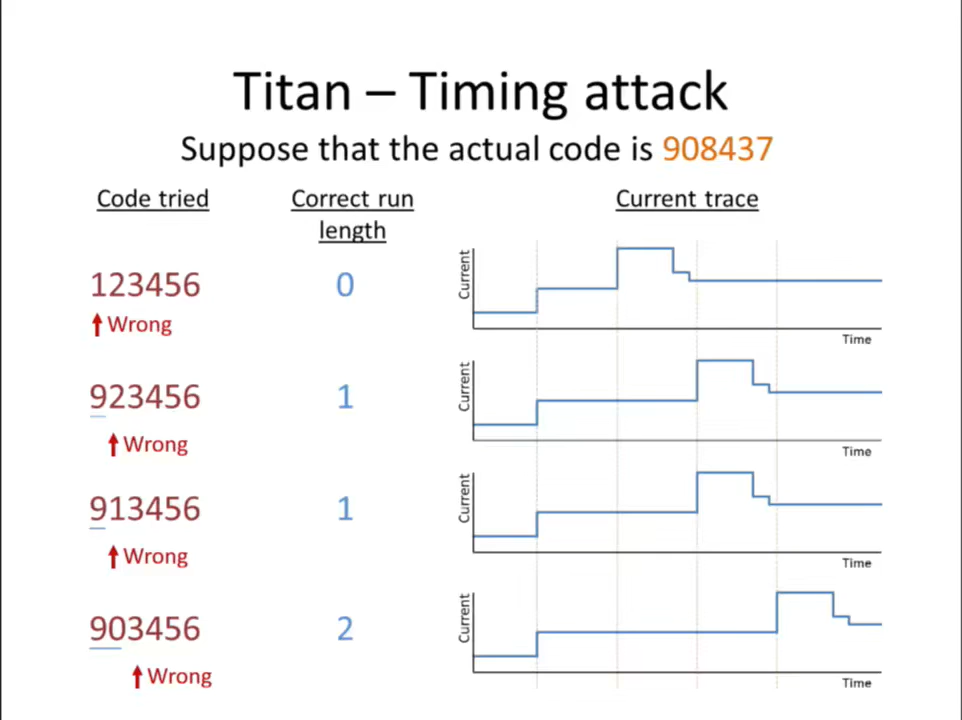 Titan – Timing attack
Suppose that the actual code is 908437
Code tried
Correct run
length
Current trace
123456
0
Current
Wrong
Time
923456
1
Current
Wrong
Time
913456
1
Current
Wrong
Time
903456
2
Current
Wrong
Time